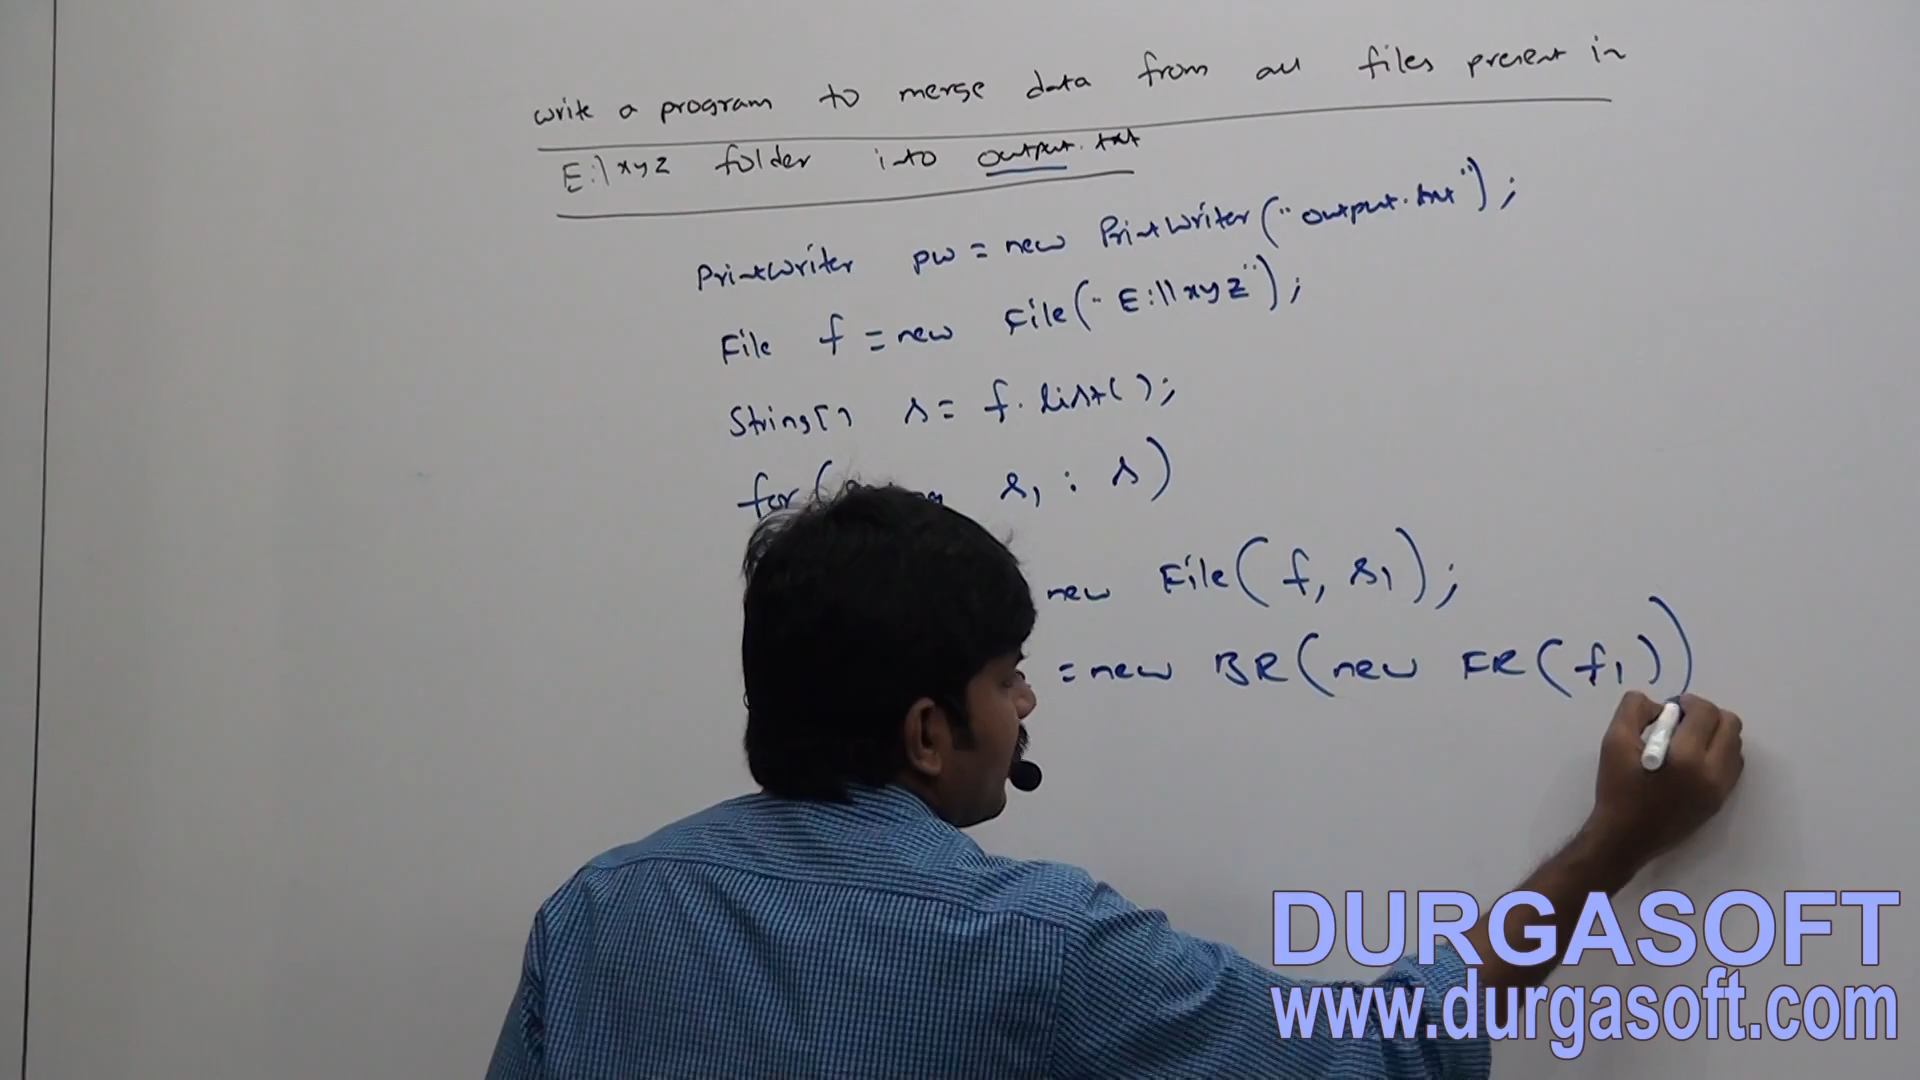 write a program to merge data from all files present in
E:\xyz folder into output.txt
PrintWriter pw = new PrintWriter("output.txt");
File f = new File("E:\\xyz");
String[] s = f.list();
for( s1 : s)
new File(f, s1);
= new BR(new FR(f1))
DURGASOFT
www.durgasoft.com